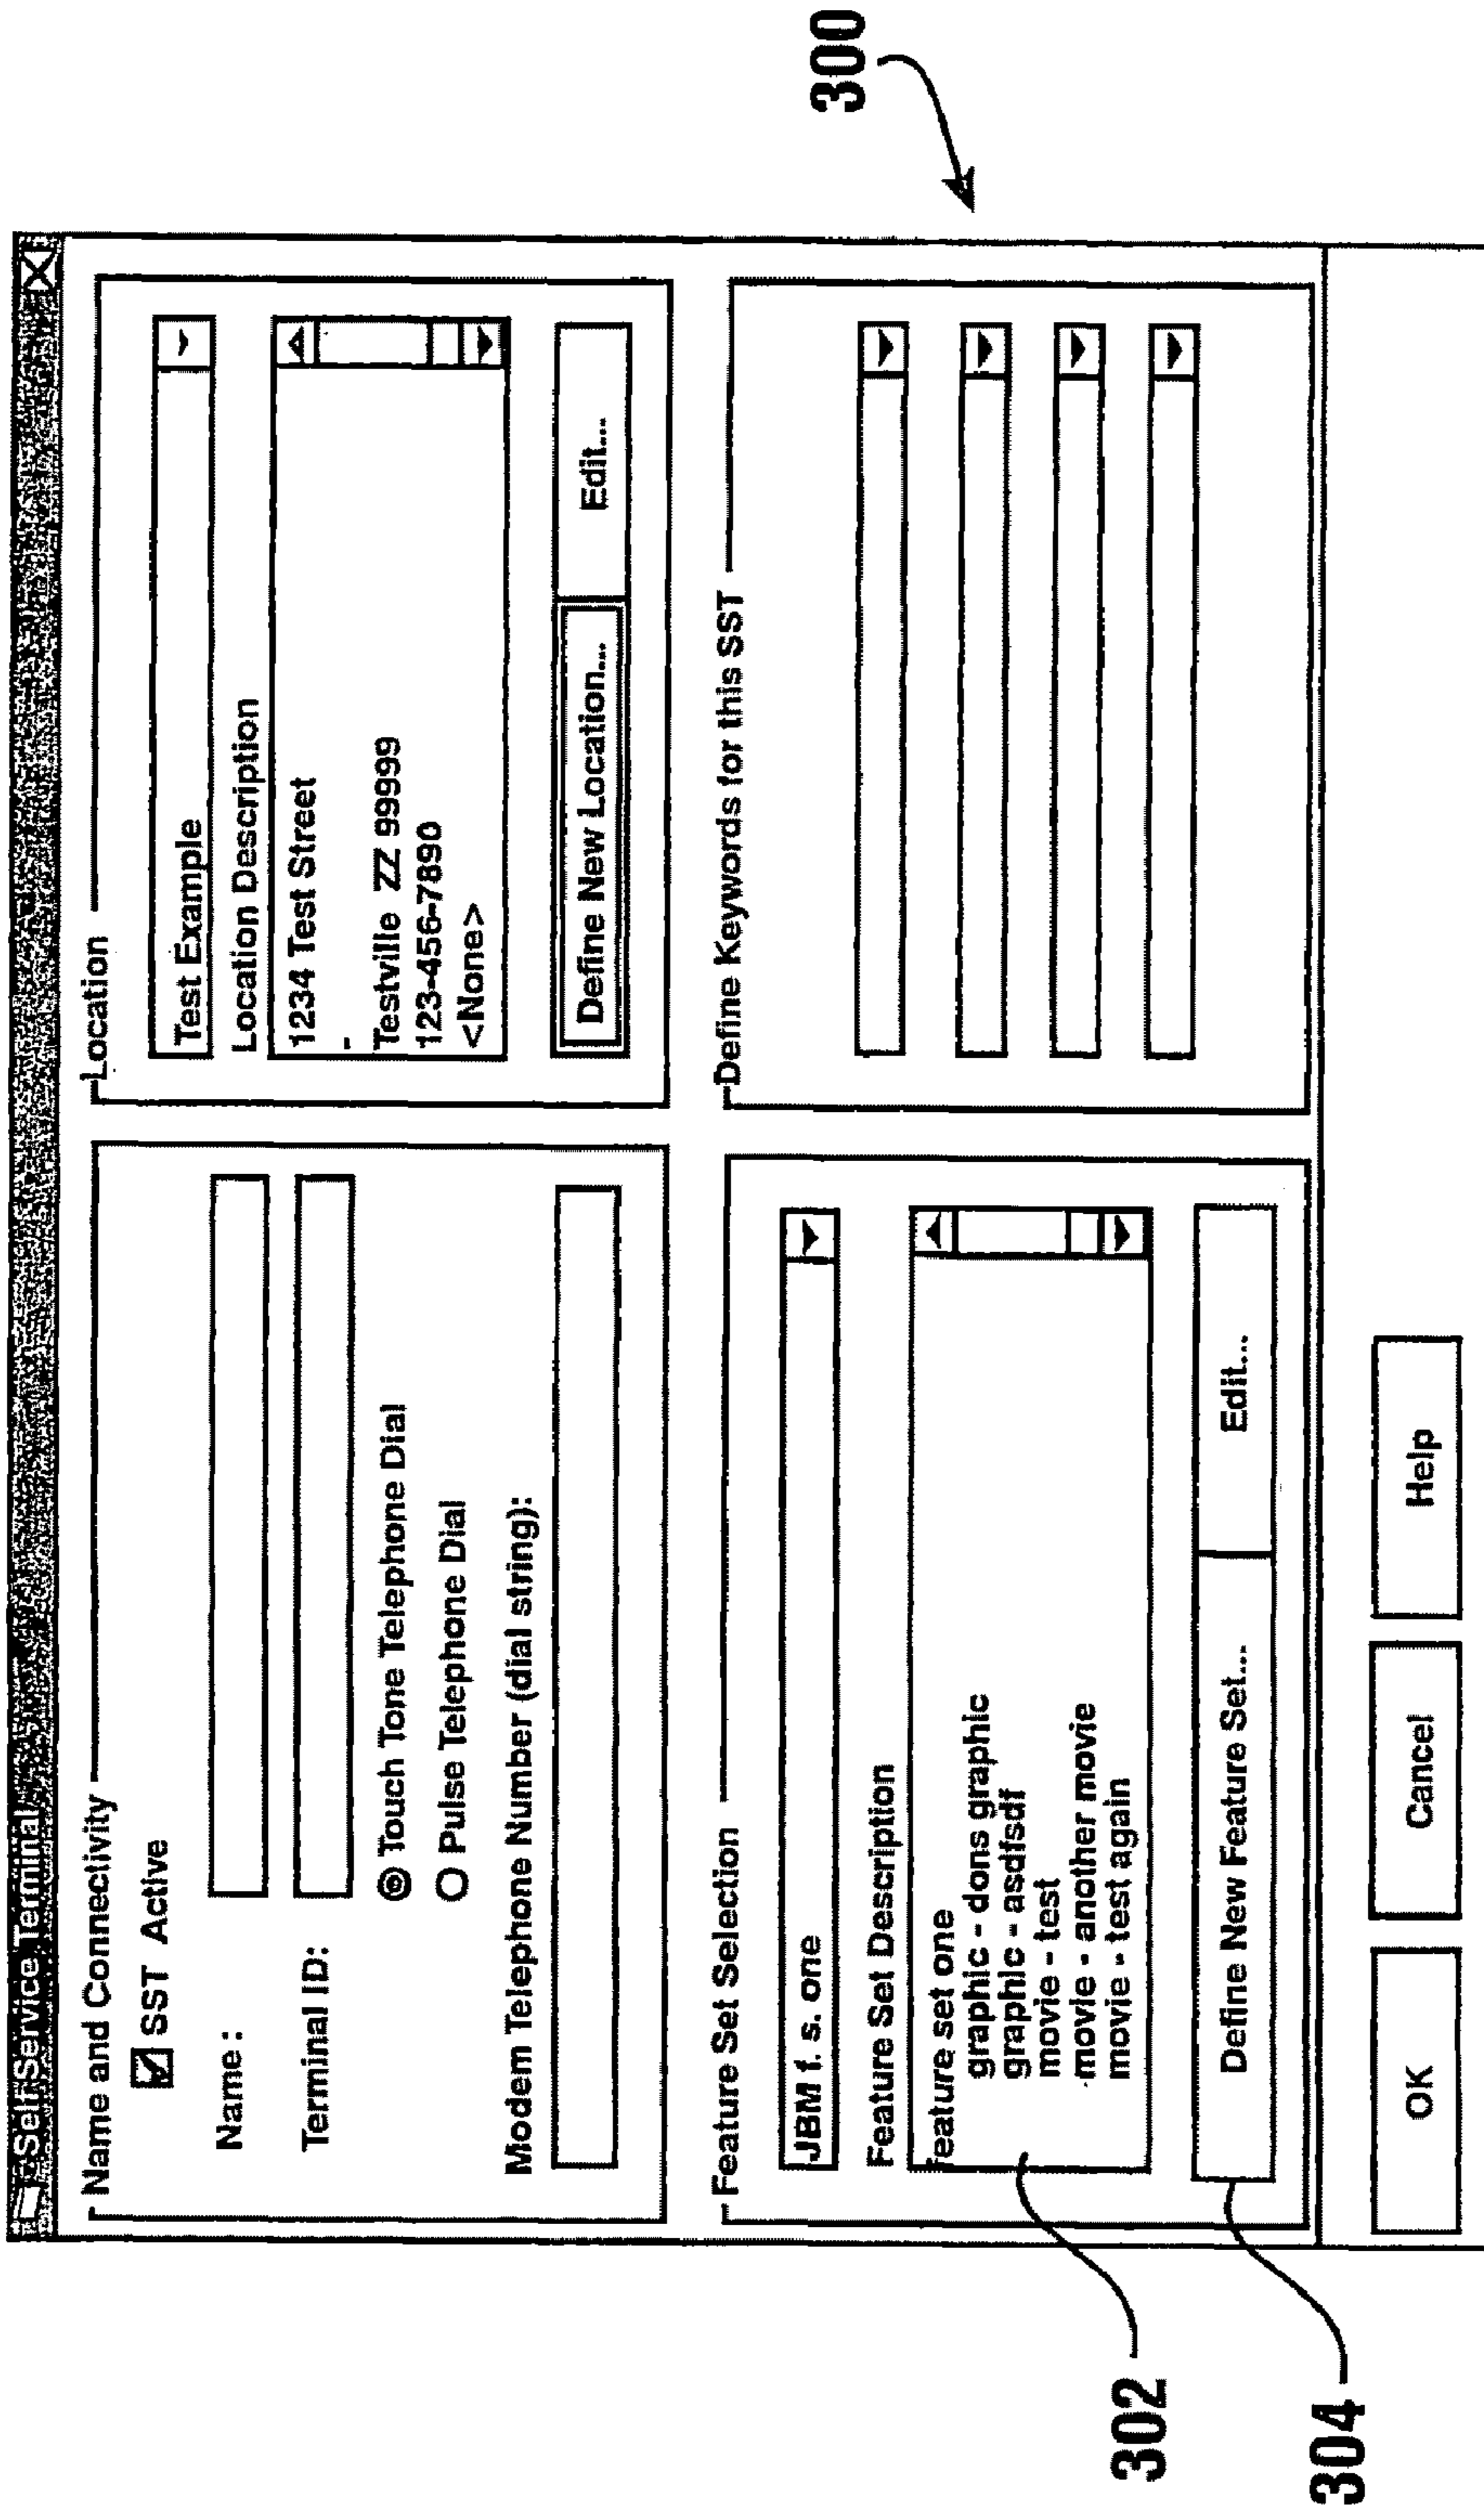 Self Service Terminal
Name and Connectivity
SST Active
Name :
Terminal ID:
Touch Tone Telephone Dial
Pulse Telephone Dial
Modem Telephone Number (dial string):
Location
Test Example
Location Description
1234 Test Street
-
Testville ZZ 99999
123-456-7890
<None>
Define New Location...
Edit...
Feature Set Selection
JBM f. s. one
Feature Set Description
feature set one
graphic - dons graphic
graphic - asdfsdf
movie - test
movie - another movie
movie - test again
Define New Feature Set...
Edit...
Define Keywords for this SST
OK
Cancel
Help
300
302
304